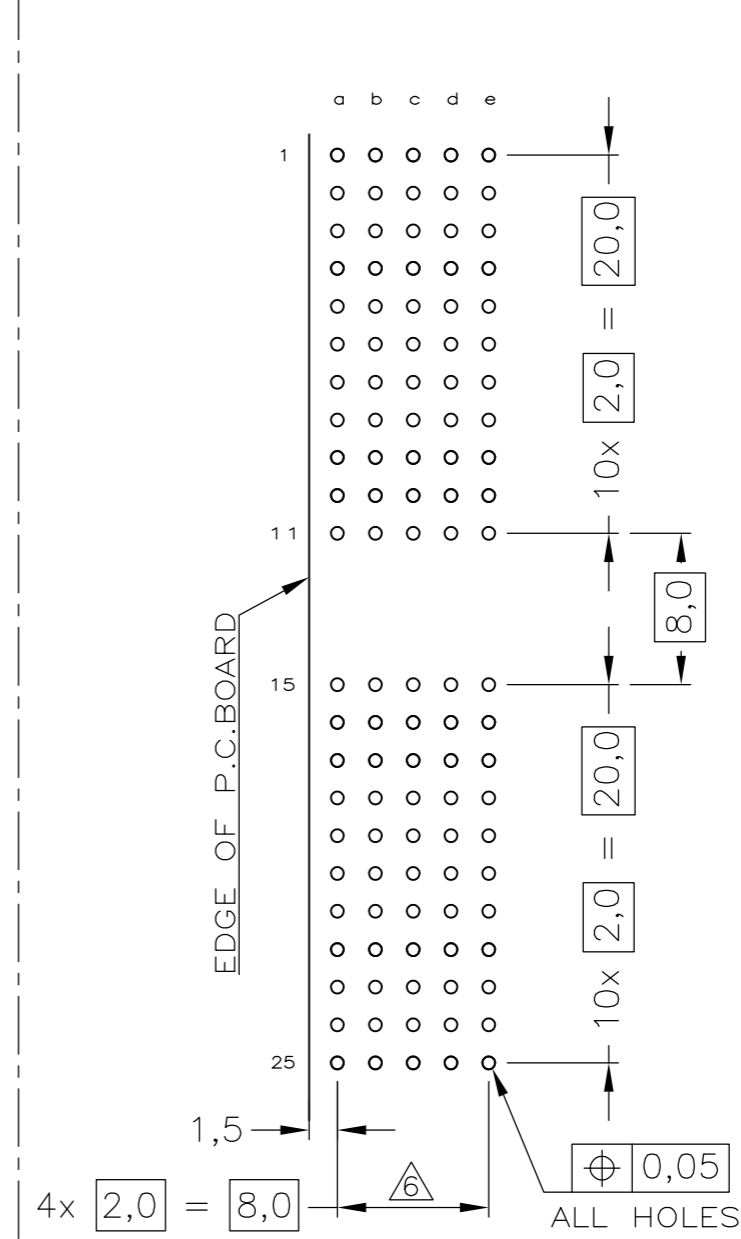 a b c d e
1
10x 2,0 = 20,0
11
8,0
EDGE OF P.C.BOARD
15
10x 2,0 = 20,0
25
1,5
6
4x 2,0 = 8,0
⌖ 0,05
ALL HOLES